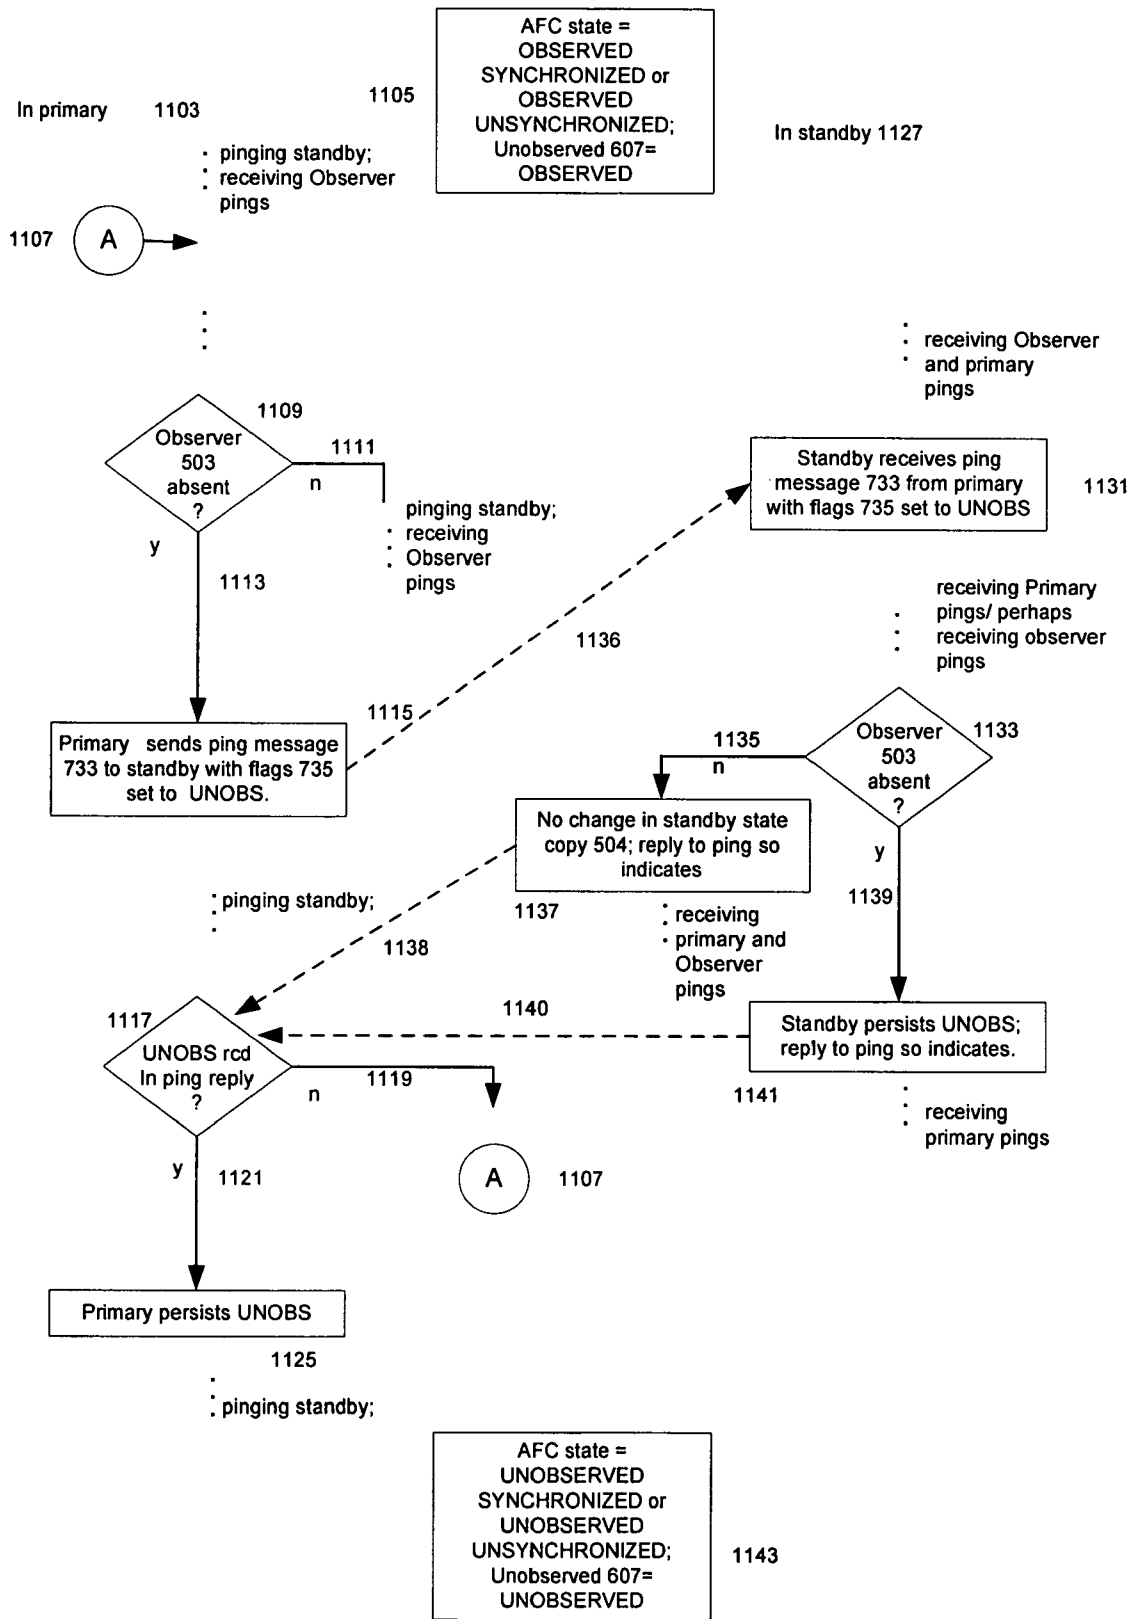 AFC state =
OBSERVED
SYNCHRONIZED or
OBSERVED
UNSYNCHRONIZED;
Unobserved 607=
OBSERVED
1105
In primary 1103
In standby 1127
pinging standby;
receiving Observer
pings
1107
A
receiving Observer
and primary
pings
1109
Observer
503
absent
?
1111
n
y
1113
pinging standby;
receiving
Observer
pings
Standby receives ping
message 733 from primary
with flags 735 set to UNOBS
1131
receiving Primary
pings/ perhaps
receiving observer
pings
1136
1115
Primary sends ping message
733 to standby with flags 735
set to UNOBS.
1133
Observer
503
absent
?
1135
n
y
1139
No change in standby state
copy 504; reply to ping so
indicates
1137
receiving
primary and
Observer
pings
pinging standby;
1138
1140
Standby persists UNOBS;
reply to ping so indicates.
1141
receiving
primary pings
1117
UNOBS rcd
In ping reply
?
1119
n
y
1121
A
1107
Primary persists UNOBS
1125
pinging standby;
AFC state =
UNOBSERVED
SYNCHRONIZED or
UNOBSERVED
UNSYNCHRONIZED;
Unobserved 607=
UNOBSERVED
1143